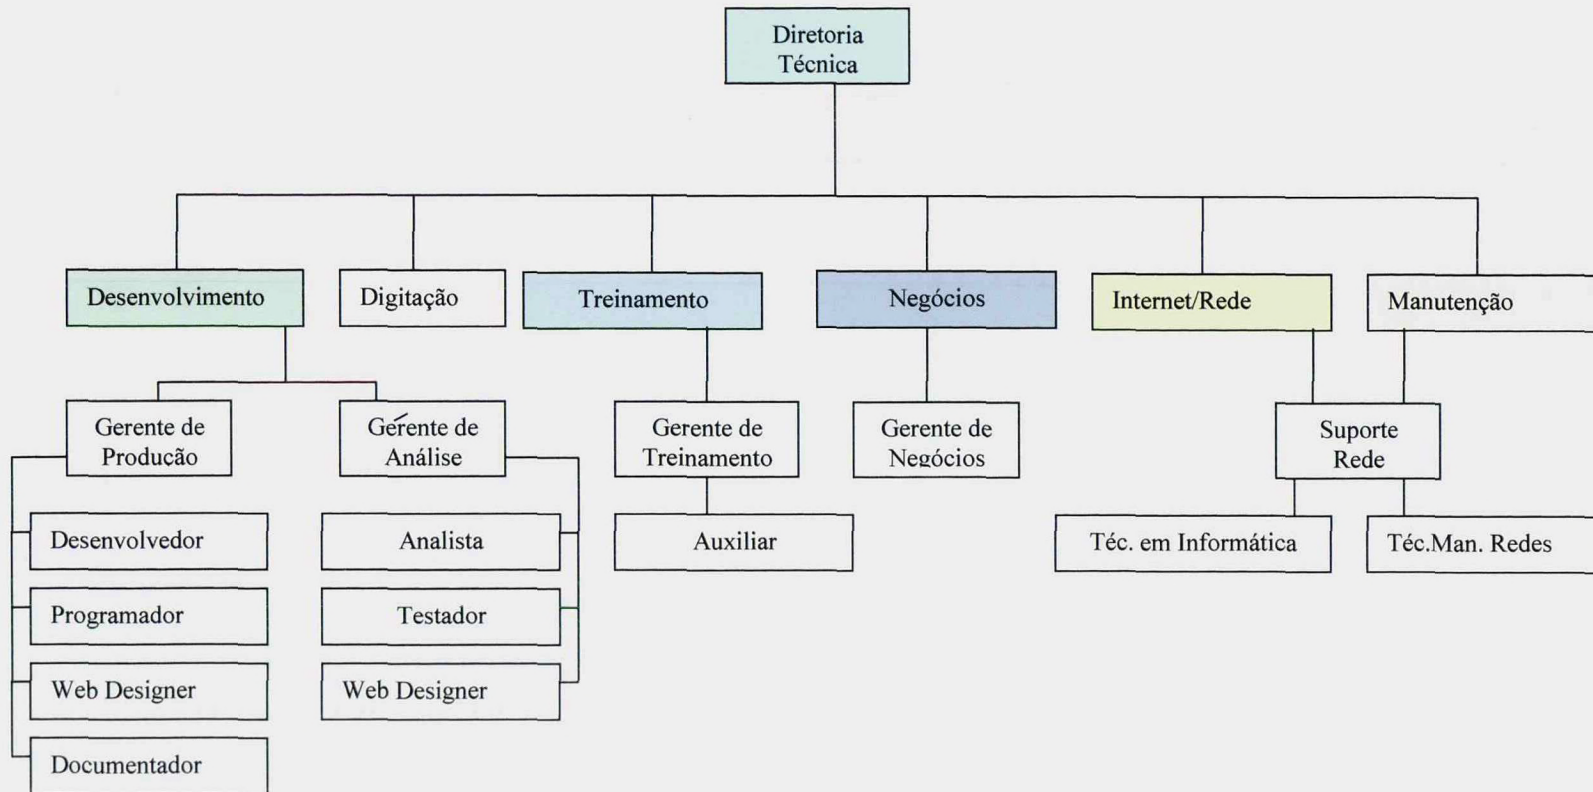 Diretoria
Técnica
Desenvolvimento
Digitação
Treinamento
Negócios
Internet/Rede
Manutenção
Gerente de
Produção
Gerente de
Análise
Gerente de
Treinamento
Gerente de
Negócios
Suporte
Rede
Desenvolvedor
Analista
Auxiliar
Téc. em Informática
Téc.Man. Redes
Programador
Testador
Web Designer
Web Designer
Documentador